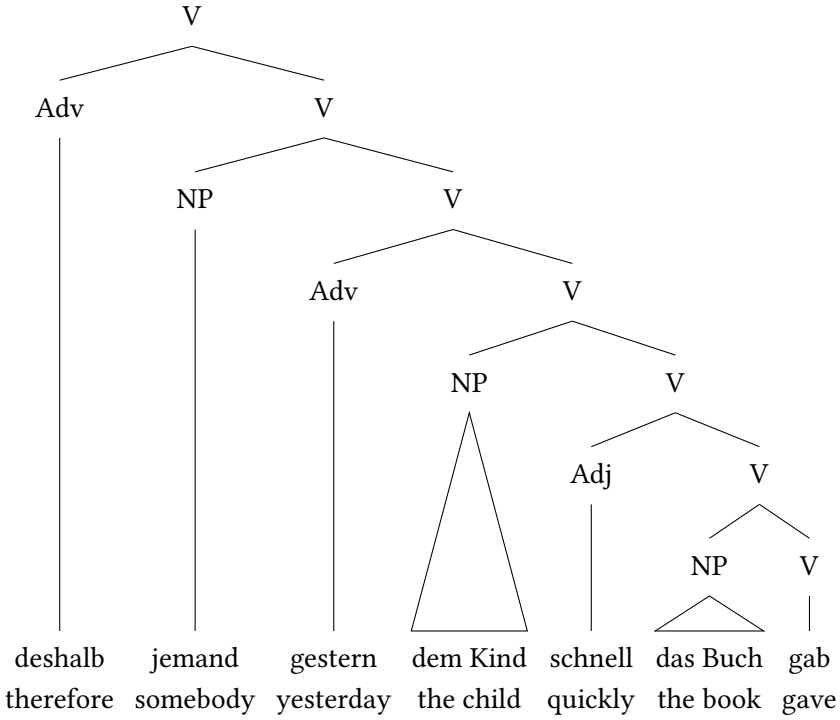 V
Adv V
NP V
Adv V
NP V
Adj V
NP V
deshalb jemand gestern dem Kind schnell das Buch gab
therefore somebody yesterday the child quickly the book gave